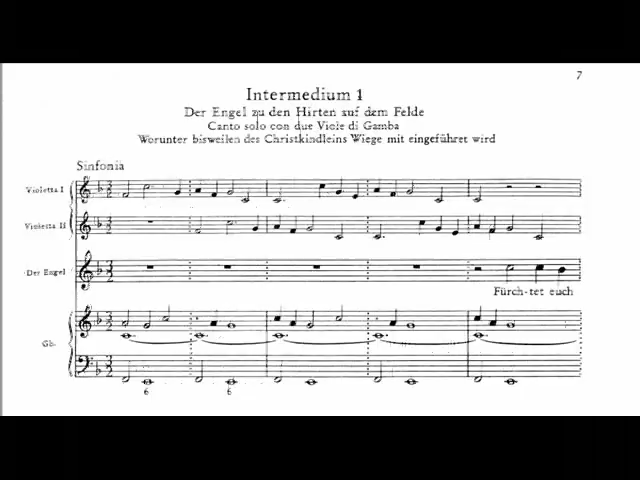 7
Intermedium 1
Der Engel zu den Hirten auf dem Felde
Canto solo con due Viole di Gamba
Worunter bisweilen des Christkindleins Wiege mit eingeführet wird
Sinfonia
Violetta I
Violetta II
Der Engel
Fürch-tet euch
Gb.
6 6